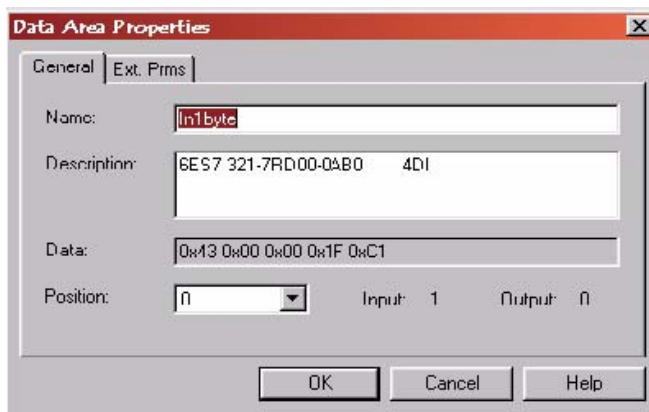 Data Area Properties
General
Ext. Prms
Name:
In1byte
Description:
6ES7 321-7RD00-0AB0 4DI
Data:
0x43 0x00 0x00 0x1F 0xC1
Position:
0
Input: 1
Output: 0
OK
Cancel
Help